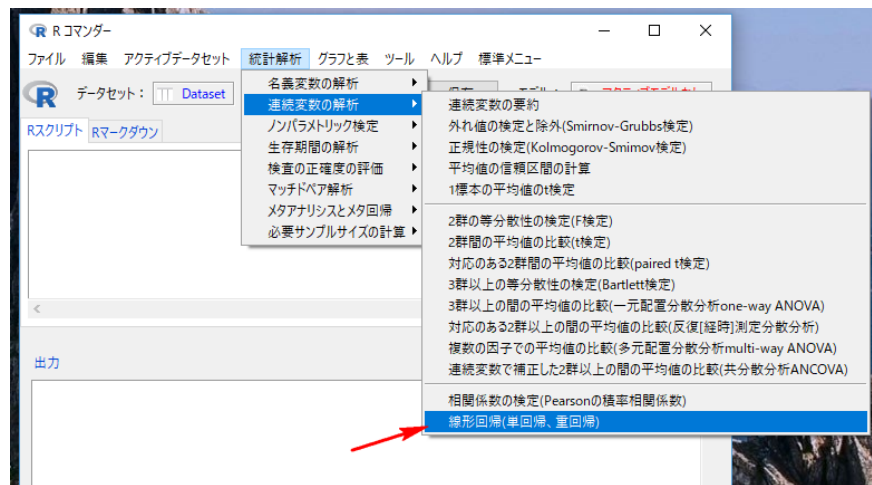 R コマンダー
ファイル 編集 アクティブデータセット 統計解析 グラフと表 ツール ヘルプ 標準メニュー
データセット： Dataset
Rスクリプト Rマークダウン
名義変数の解析
連続変数の解析
ノンパラメトリック検定
生存期間の解析
検査の正確度の評価
マッチドペア解析
メタアナリシスとメタ回帰
必要サンプルサイズの計算
連続変数の要約
外れ値の検定と除外(Smirnov-Grubbs検定)
正規性の検定(Kolmogorov-Smirnov検定)
平均値の信頼区間の計算
1標本の平均値のt検定
2群の等分散性の検定(F検定)
2群間の平均値の比較(t検定)
対応のある2群間の平均値の比較(paired t検定)
3群以上の等分散性の検定(Bartlett検定)
3群以上の間の平均値の比較(一元配置分散分析one-way ANOVA)
対応のある2群以上の間の平均値の比較(反復[経時]測定分散分析)
複数の因子での平均値の比較(多元配置分散分析multi-way ANOVA)
連続変数で補正した2群以上の間の平均値の比較(共分散分析ANCOVA)
相関係数の検定(Pearsonの積率相関係数)
線形回帰(単回帰、重回帰)
出力